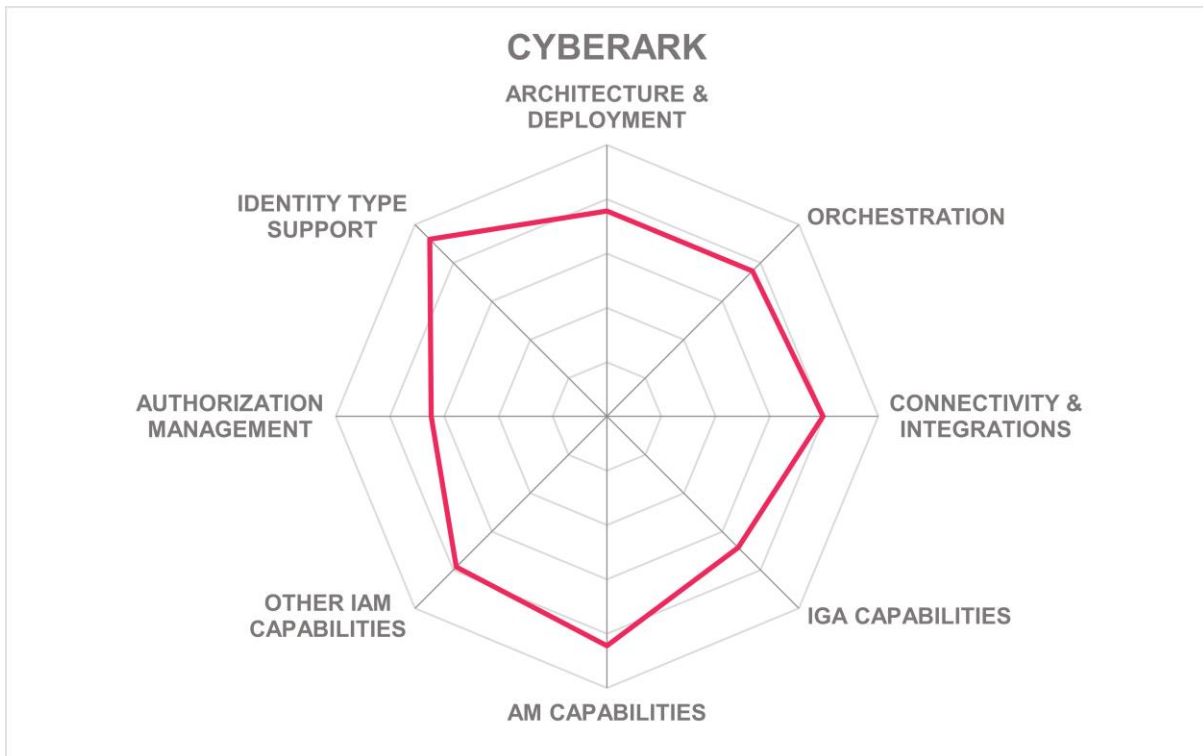 CYBERARK
ARCHITECTURE &
DEPLOYMENT
IDENTITY TYPE
SUPPORT
ORCHESTRATION
AUTHORIZATION
MANAGEMENT
CONNECTIVITY &
INTEGRATIONS
OTHER IAM
CAPABILITIES
IGA CAPABILITIES
AM CAPABILITIES